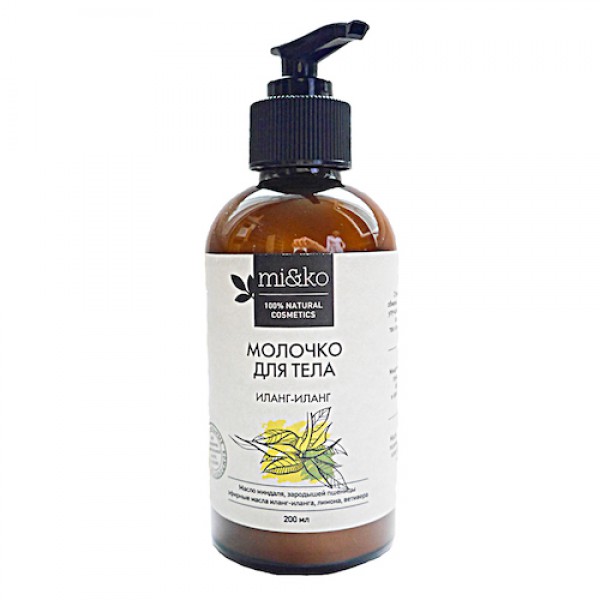 mi&ko
100% NATURAL
COSMETICS
МОЛОЧКО
ДЛЯ ТЕЛА
ИЛАНГ-ИЛАНГ
Масло миндаля, зародышей пшеницы
эфирные масла иланг-иланга, лимона, ветивера
200 мл